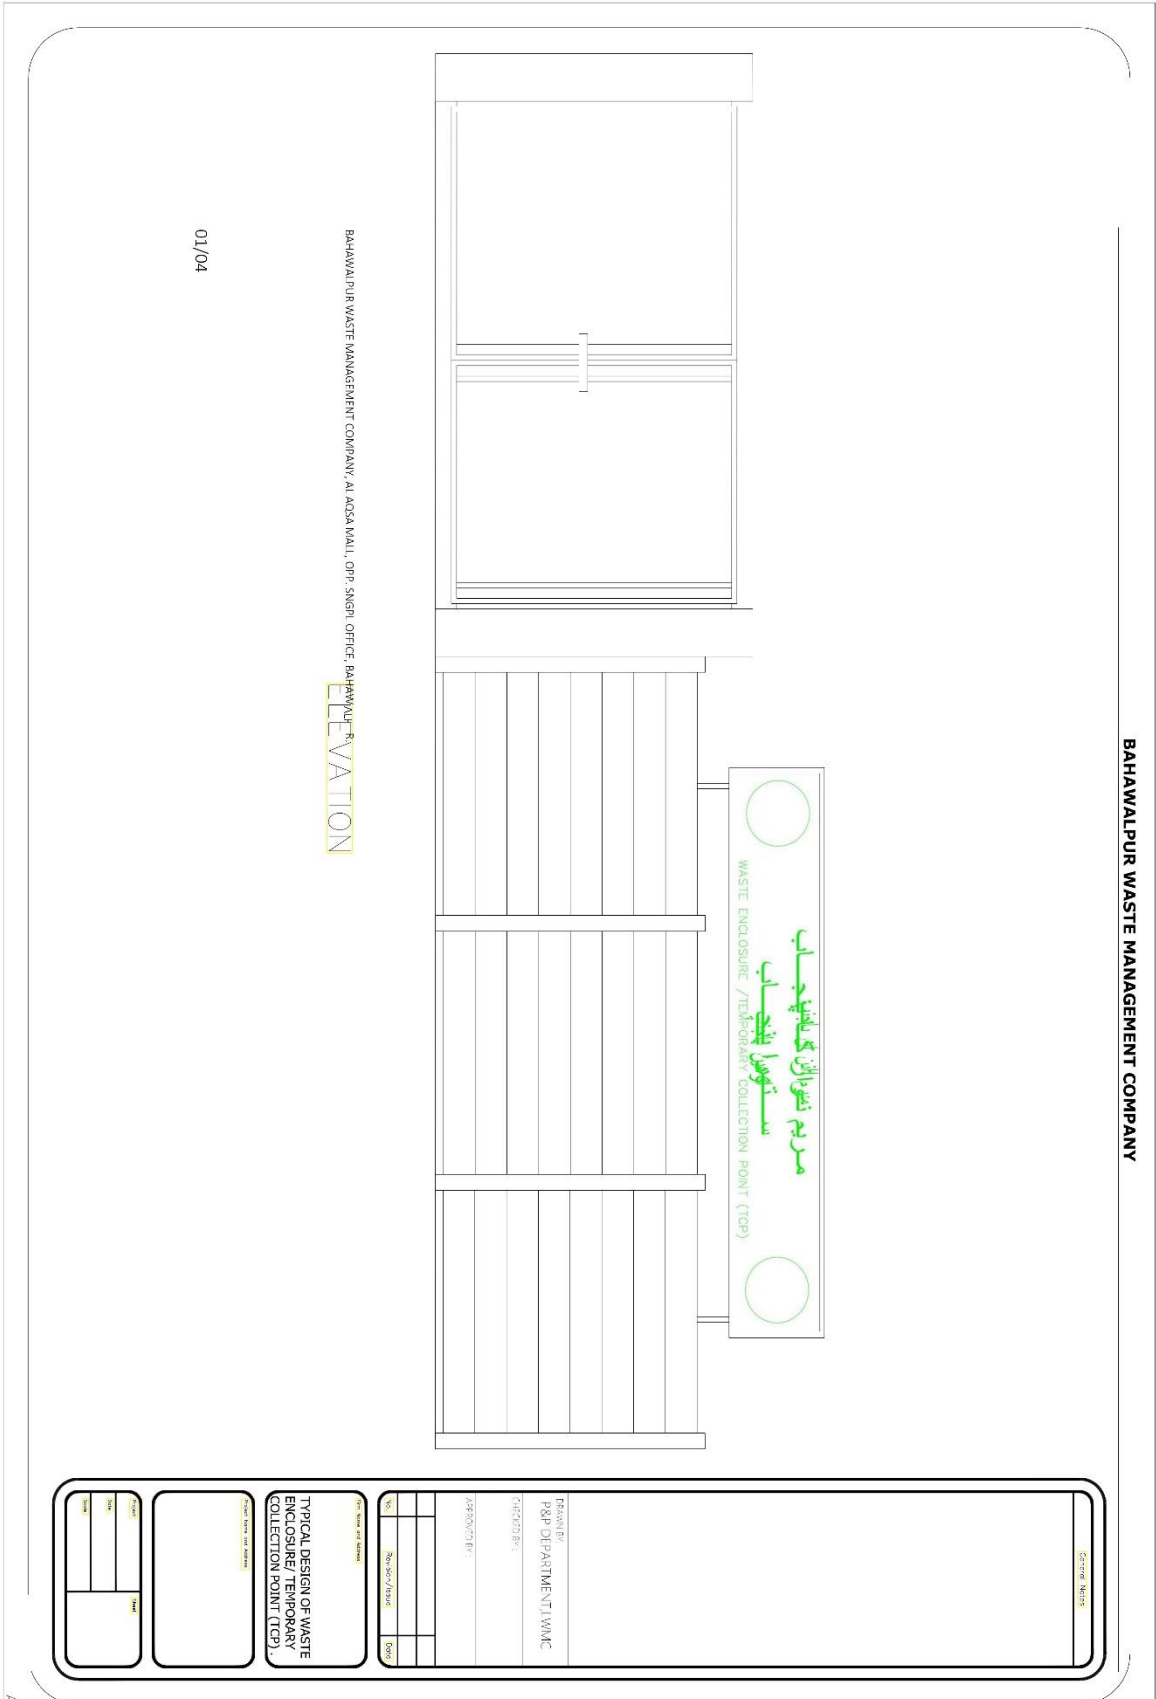 BAHAWALPUR WASTE MANAGEMENT COMPANY
WASTE ENCLOSURE /TEMPORARY COLLECTION POINT (TCP)
ELEVATION
BAHAWALPUR WASTE MANAGEMENT COMPANY, AL AQSA MALL, OPP. SNGPL OFFICE,
01/04
General Notes
DRAWN BY:
P&P DEPARTMENT,LWMC
CHECKED BY :
APPROVED BY :
No. Revision/Issue Date
Firm Name and Address
TYPICAL DESIGN OF WASTE
ENCLOSURE/ TEMPORARY
COLLECTION POINT (TCP).
Project Name and Address
Project Sheet
Date
Scale